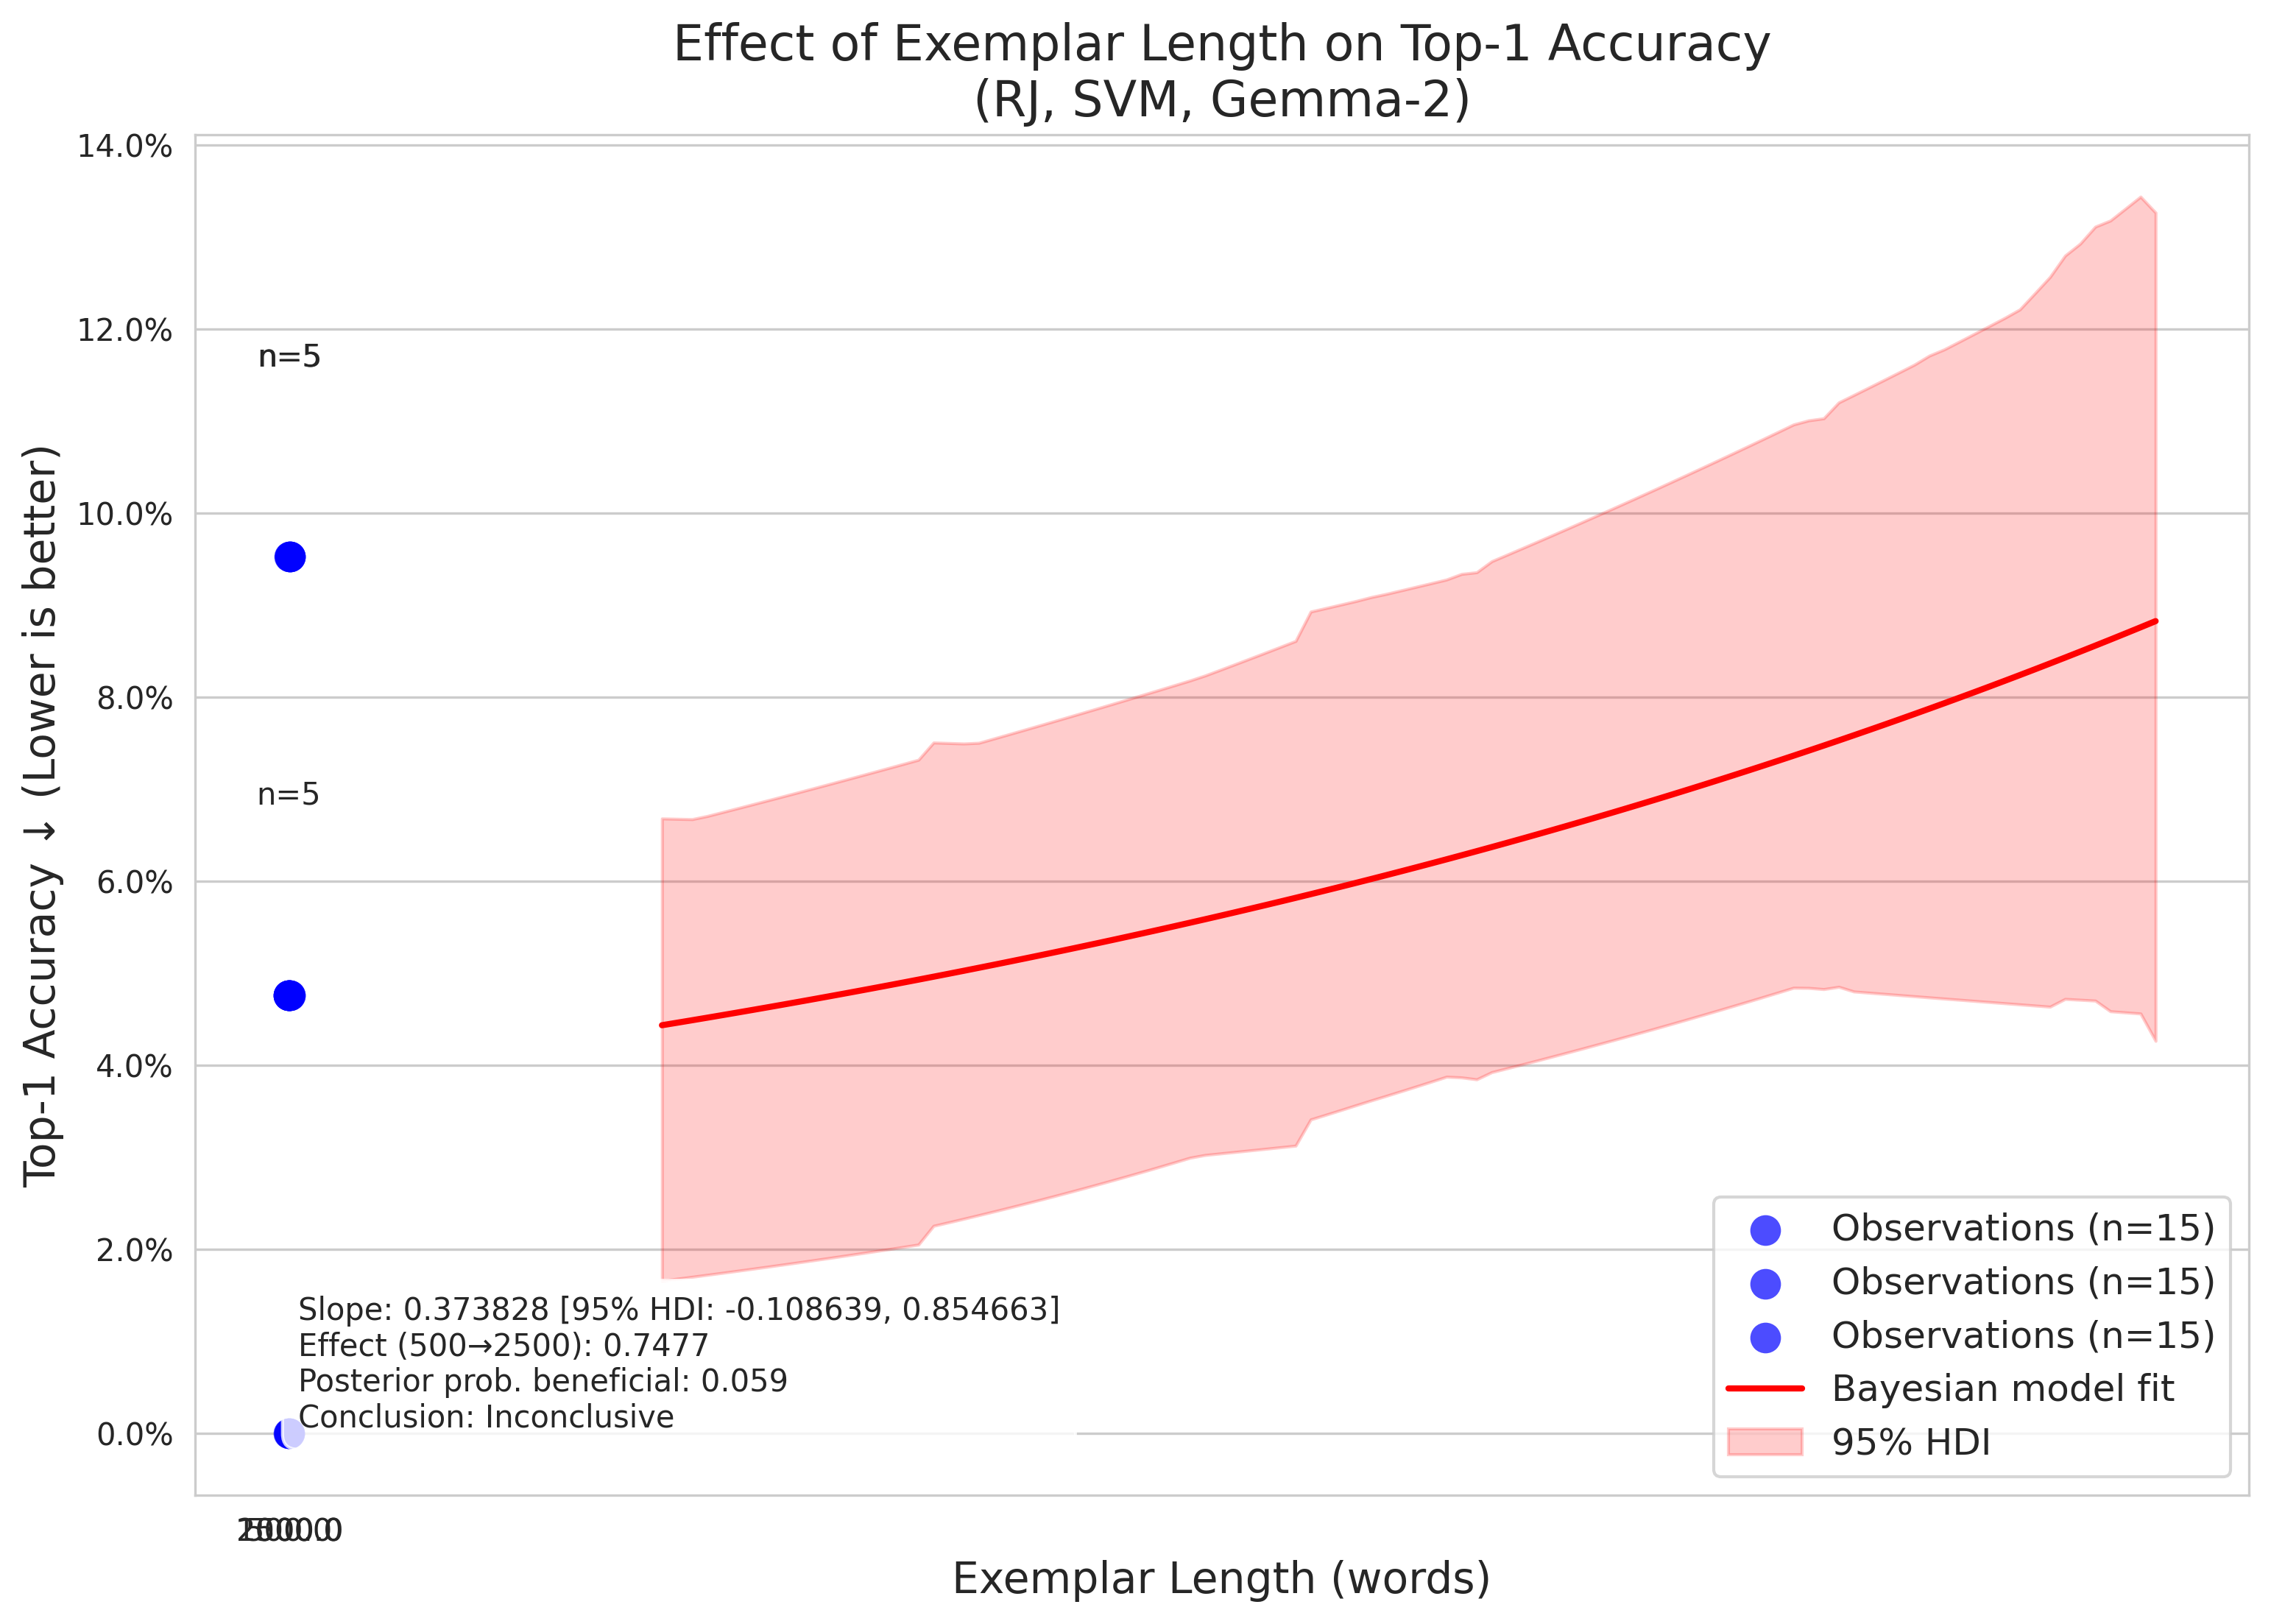 Effect of Exemplar Length on Top-1 Accuracy
(RJ, SVM, Gemma-2)
Top-1 Accuracy ↓ (Lower is better)
14.0%
12.0%
10.0%
8.0%
6.0%
4.0%
2.0%
0.0%
n=5
n=5
Slope: 0.373828 [95% HDI: -0.108639, 0.854663]
Effect (500→2500): 0.7477
Posterior prob. beneficial: 0.059
Conclusion: Inconclusive
Observations (n=15)
Observations (n=15)
Observations (n=15)
Bayesian model fit
95% HDI
Exemplar Length (words)